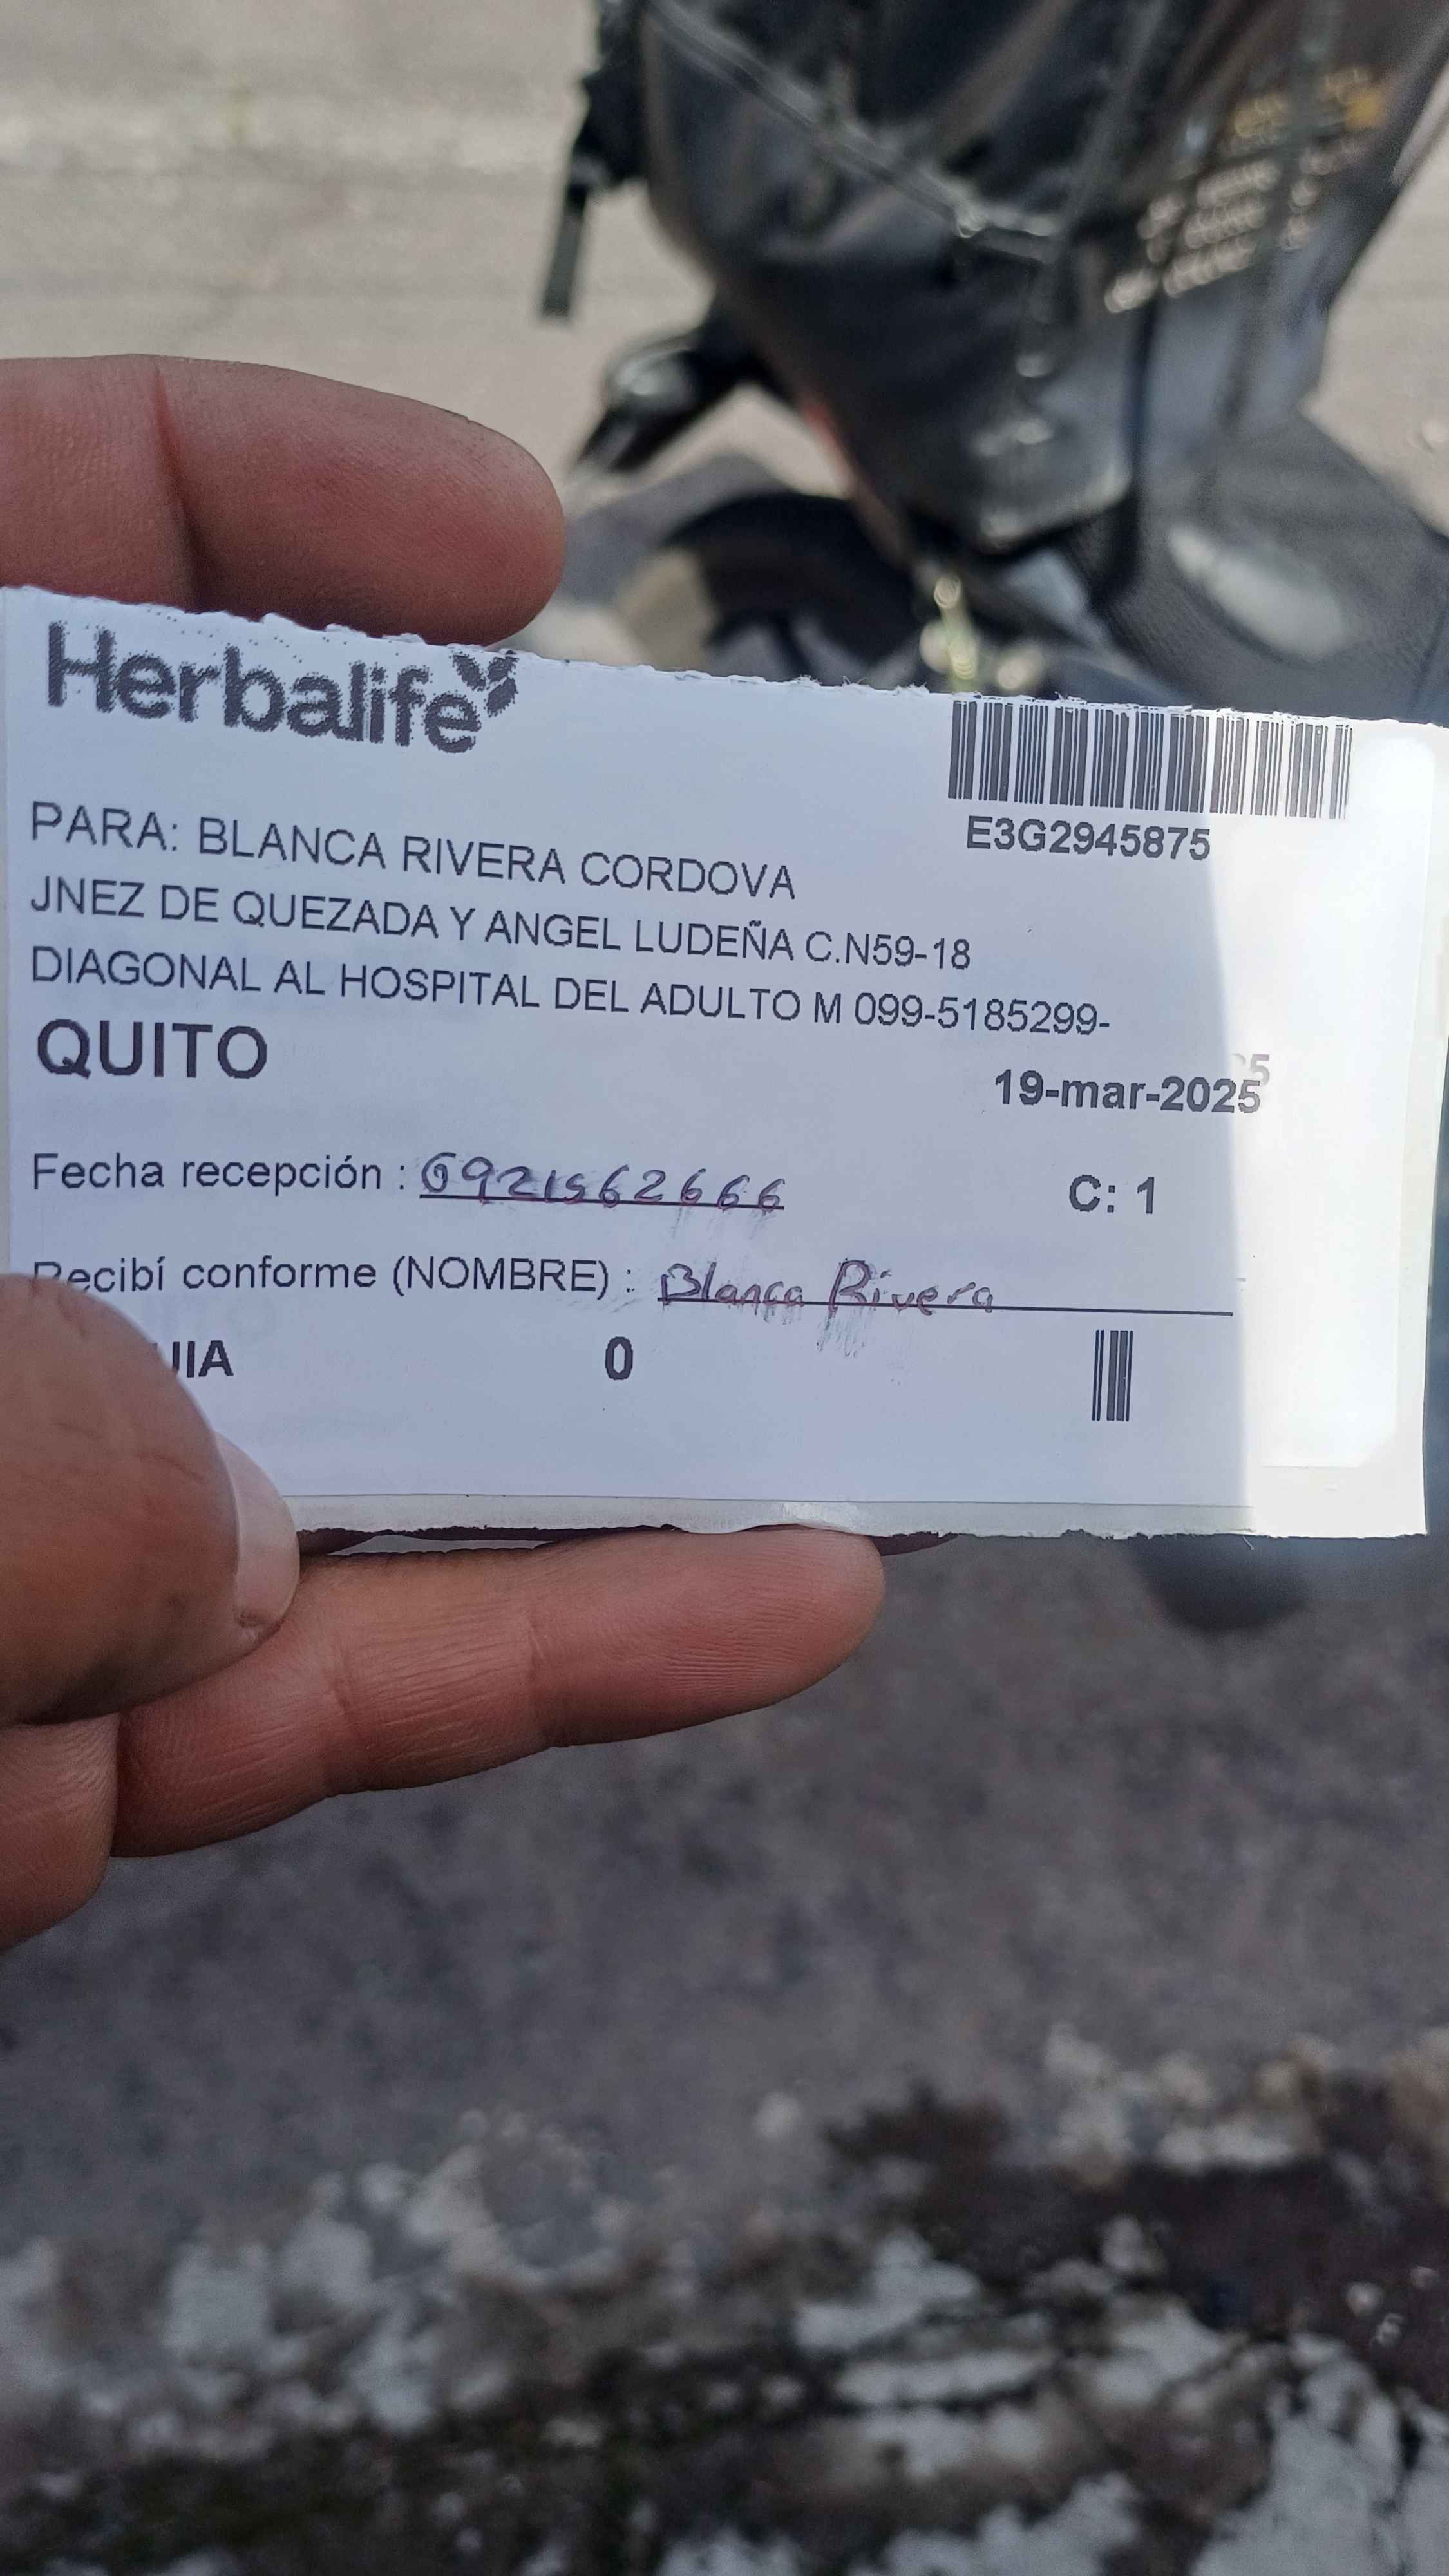 Herbalife
E3G2945875
PARA: BLANCA RIVERA CORDOVA
JNEZ DE QUEZADA Y ANGEL LUDEÑA C.N59-18
DIAGONAL AL HOSPITAL DEL ADULTO M 099-5185299-
QUITO
19-mar-2025
Fecha recepción : 0921562666
C: 1
Recibí conforme (NOMBRE) : Blanca Rivera
0